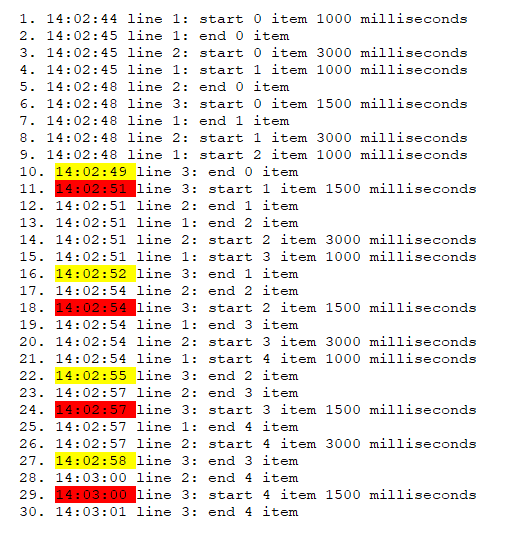 1. 14:02:44 line 1: start 0 item 1000 milliseconds
2. 14:02:45 line 1: end 0 item
3. 14:02:45 line 2: start 0 item 3000 milliseconds
4. 14:02:45 line 1: start 1 item 1000 milliseconds
5. 14:02:48 line 2: end 0 item
6. 14:02:48 line 3: start 0 item 1500 milliseconds
7. 14:02:48 line 1: end 1 item
8. 14:02:48 line 2: start 1 item 3000 milliseconds
9. 14:02:48 line 1: start 2 item 1000 milliseconds
10. 14:02:49 line 3: end 0 item
11. 14:02:51 line 3: start 1 item 1500 milliseconds
12. 14:02:51 line 2: end 1 item
13. 14:02:51 line 1: end 2 item
14. 14:02:51 line 2: start 2 item 3000 milliseconds
15. 14:02:51 line 1: start 3 item 1000 milliseconds
16. 14:02:52 line 3: end 1 item
17. 14:02:54 line 2: end 2 item
18. 14:02:54 line 3: start 2 item 1500 milliseconds
19. 14:02:54 line 1: end 3 item
20. 14:02:54 line 2: start 3 item 3000 milliseconds
21. 14:02:54 line 1: start 4 item 1000 milliseconds
22. 14:02:55 line 3: end 2 item
23. 14:02:57 line 2: end 3 item
24. 14:02:57 line 3: start 3 item 1500 milliseconds
25. 14:02:57 line 1: end 4 item
26. 14:02:57 line 2: start 4 item 3000 milliseconds
27. 14:02:58 line 3: end 3 item
28. 14:03:00 line 2: end 4 item
29. 14:03:00 line 3: start 4 item 1500 milliseconds
30. 14:03:01 line 3: end 4 item